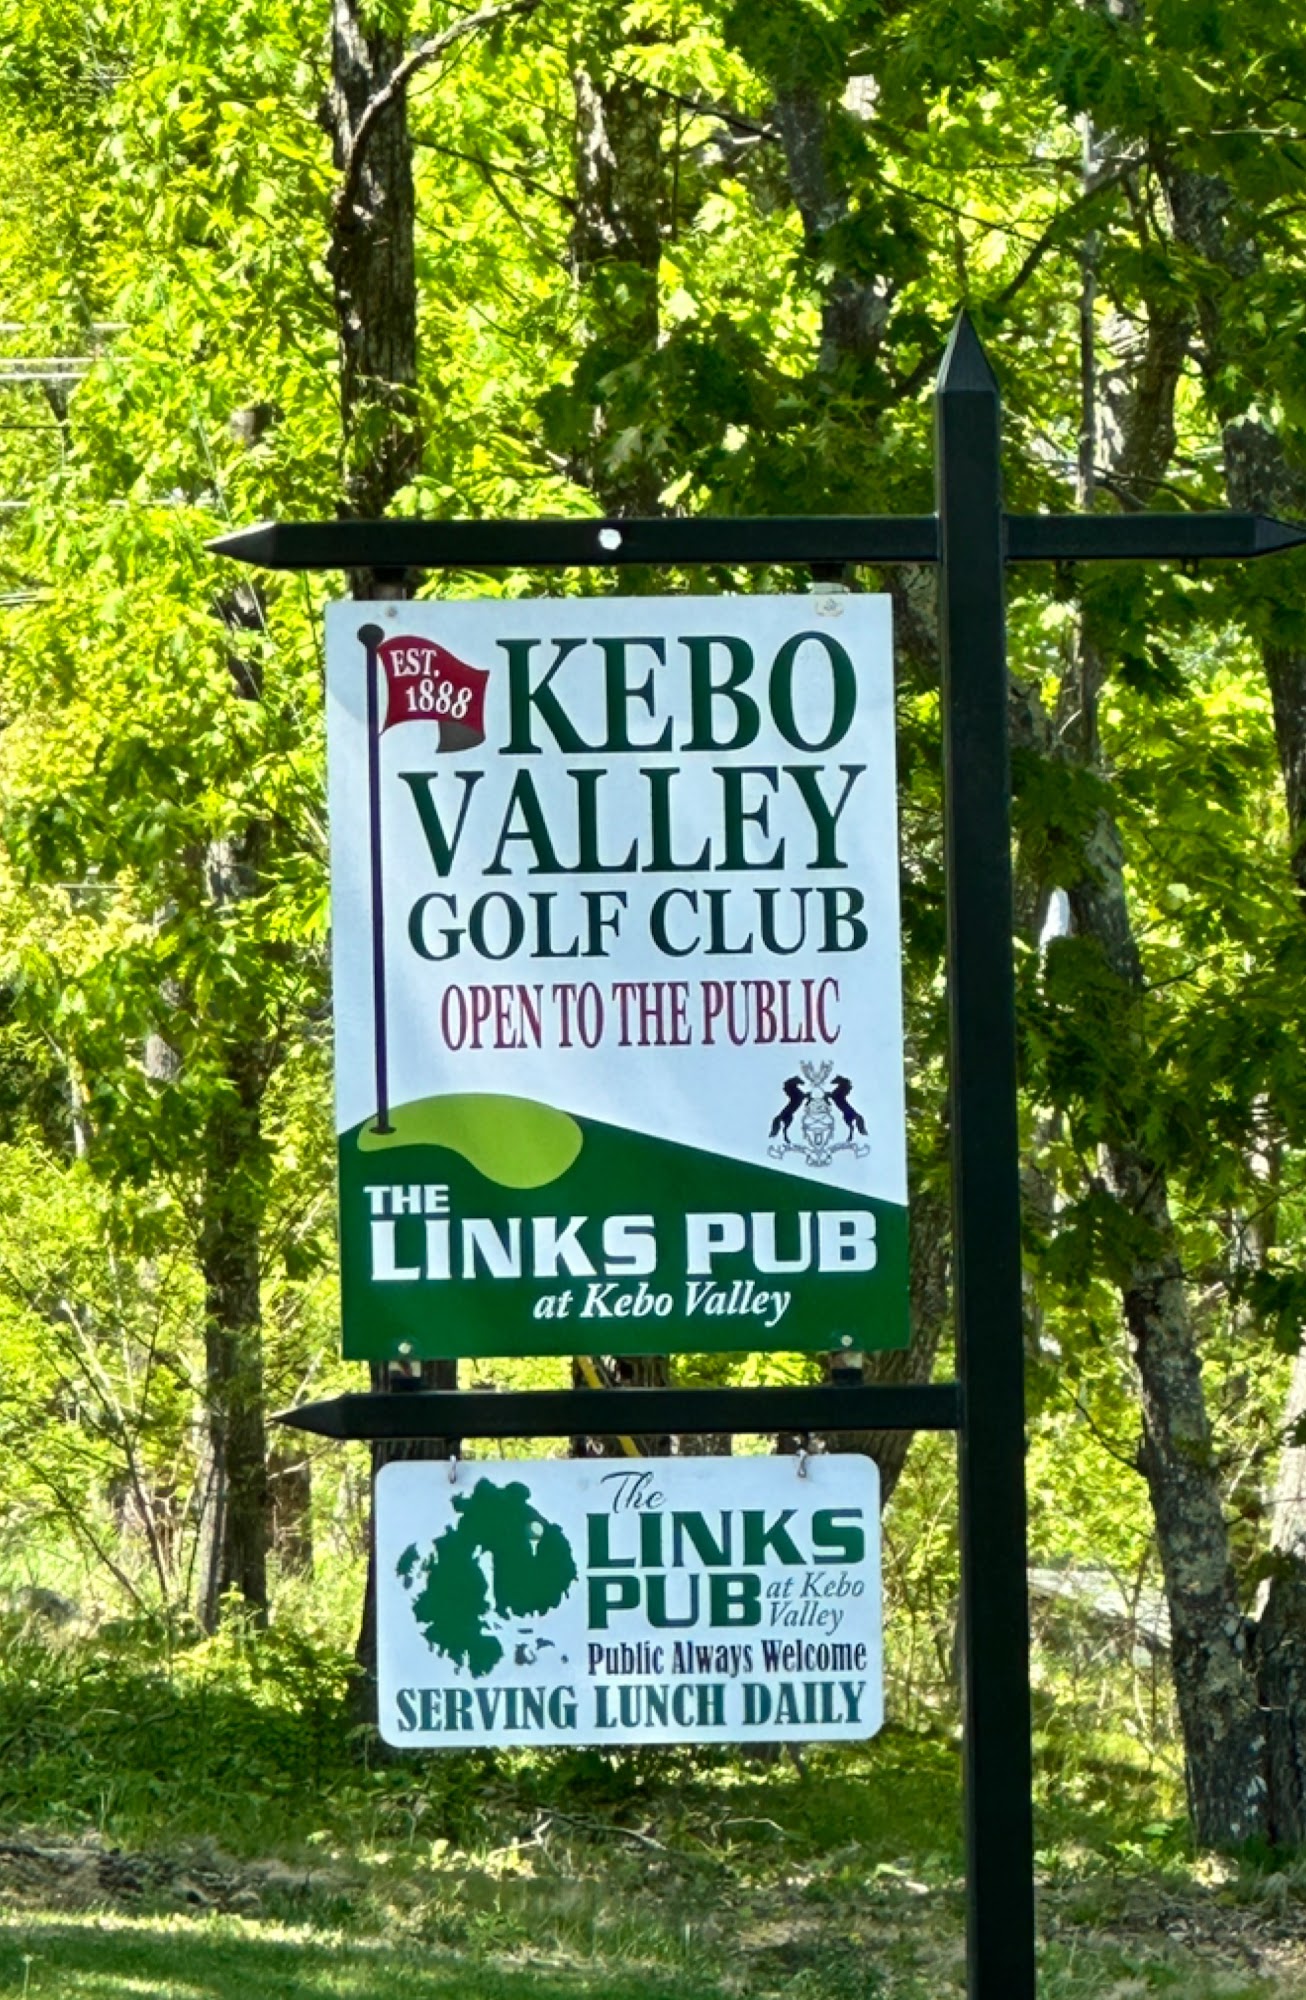 EST.
1888
KEBO
VALLEY
GOLF CLUB
OPEN TO THE PUBLIC
THE
LINKS PUB
at Kebo Valley
The
LINKS
PUB at Kebo
Valley
Public Always Welcome
SERVING LUNCH DAILY